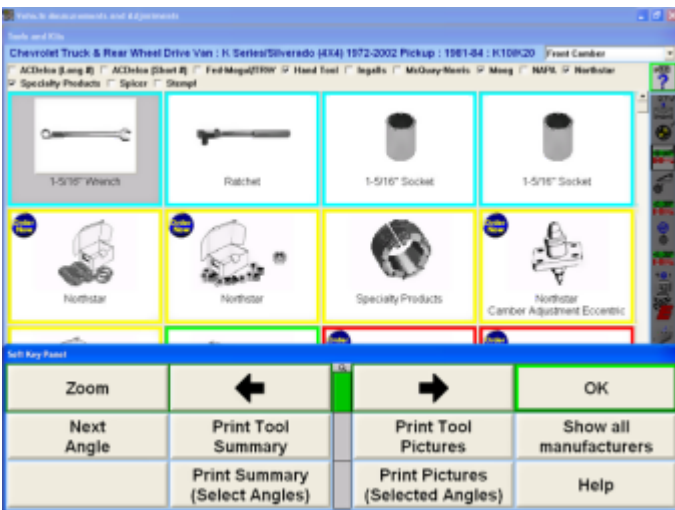 Vehicle Measurements and Adjustments
Tools and Kits
Chevrolet Truck & Rear Wheel Drive Van : K Series/Silverado (4X4) 1972-2002 Pickup : 1981-84 : K10/K20
Front Camber
ACDelco (Long #) ACDelco (Short #) Fed-Mogul/TRW Hand Tool Ingalls McQuay-Norris Moog NAPA Northstar
Specialty Products Spicer Stempf
1-5/16" Wrench
Ratchet
1-5/16" Socket
1-5/16" Socket
Order Now
Northstar
Order Now
Northstar
Specialty Products
Order Now
Northstar
Camber Adjustment Eccentric
Soft Key Panel
Zoom
OK
Next
Angle
Print Tool
Summary
Print Tool
Pictures
Show all
manufacturers
Print Summary
(Select Angles)
Print Pictures
(Selected Angles)
Help